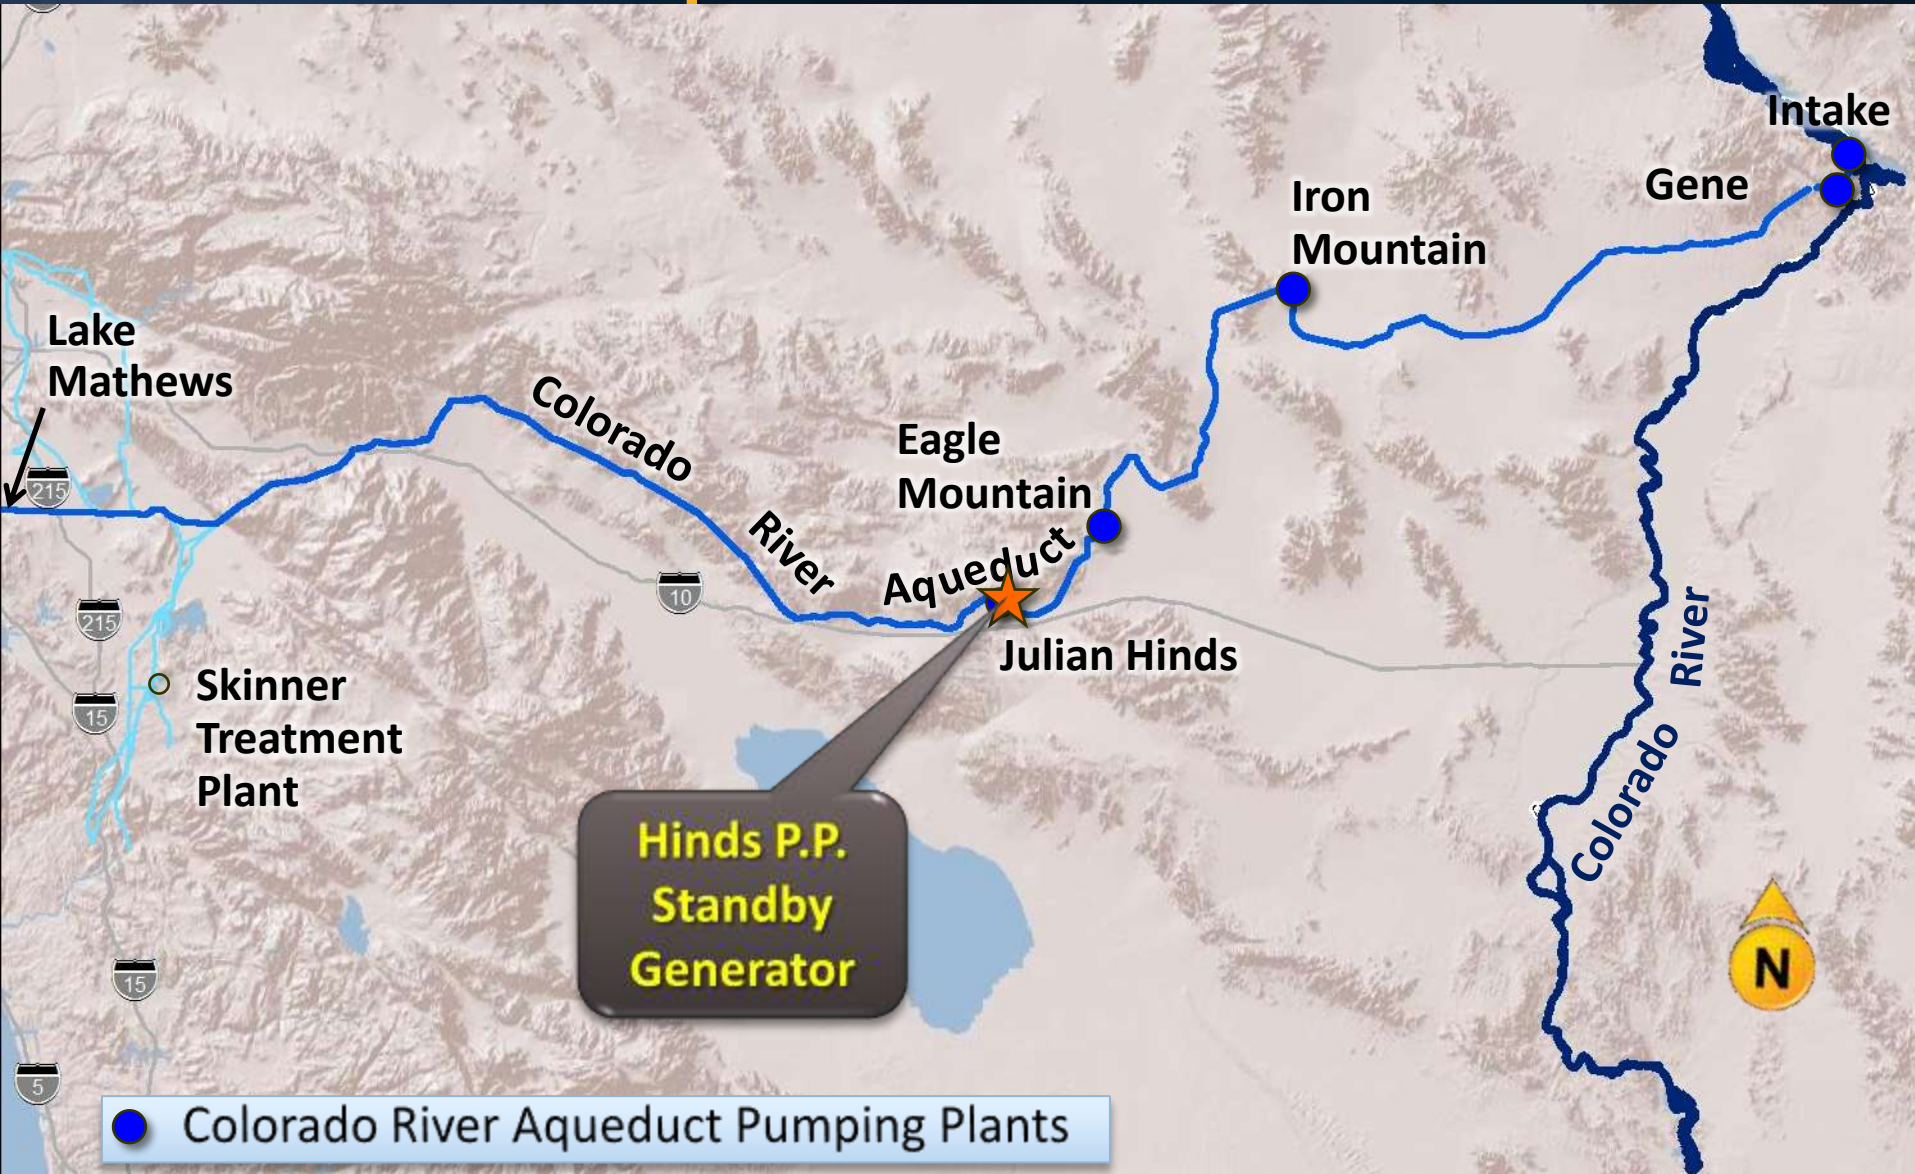 Intake
Gene
Iron
Mountain
Lake
Mathews
215
Colorado
River
Aqueduct
Eagle
Mountain
10
215
Julian Hinds
Skinner
Treatment
Plant
15
River
Colorado
Hinds P.P.
Standby
Generator
N
15
5
Colorado River Aqueduct Pumping Plants